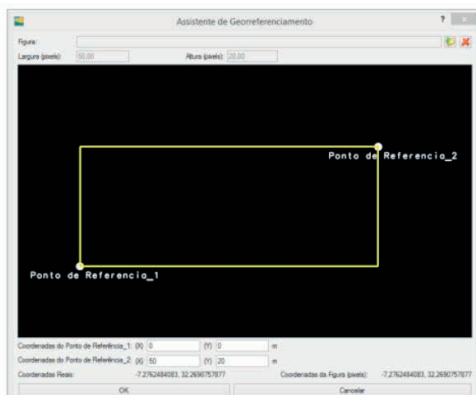 Assistente de Georreferenciamento ? x
Figura:
Largura (pixels): 50,00 Altura (pixels): 20,00
Ponto de Referencia_2
Ponto de Referencia_1
Coordenadas do Ponto de Referência_1: (X) 0 (Y) 0 m
Coordenadas do Ponto de Referência_2: (X) 50 (Y) 20 m
Coordenadas Reais: -7.2762484083, 32.2690757877 Coordenadas da Figura (pixels): -7.2762484083, 32.2690757877
OK Cancelar